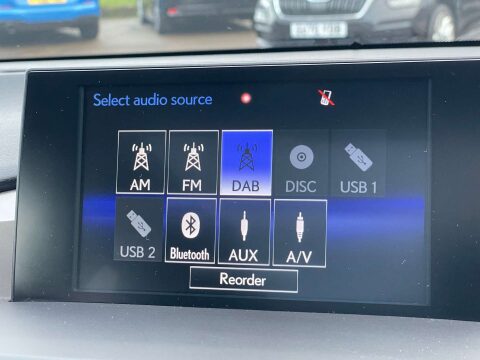 Select audio source
AM FM DAB DISC USB 1
USB 2 Bluetooth AUX A/V
Reorder